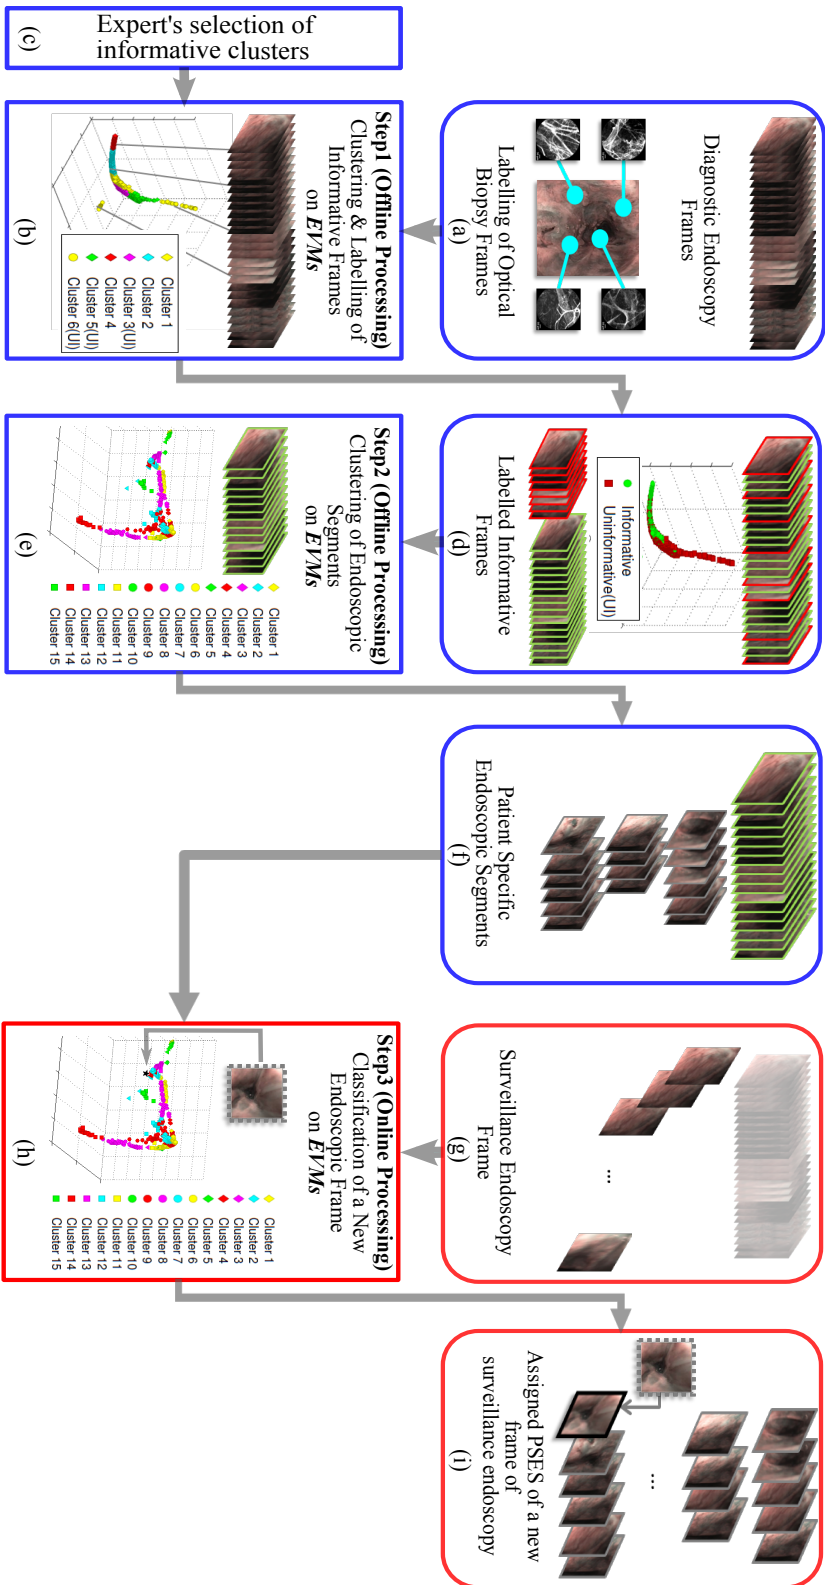 Diagnostic Endoscopy
Frames
Labelling of Optical
Biopsy Frames
(a)
Expert's selection of
informative clusters
(c)
Step1 (Offline Processing)
Clustering & Labelling of
Informative Frames
on EVMs
Cluster 1
Cluster 2
Cluster 3(UI)
Cluster 4
Cluster 5(UI)
Cluster 6(UI)
(b)
Informative
Uninformative(UI)
Labelled Informative
Frames
(d)
Step2 (Offline Processing)
Clustering of Endoscopic
Segments
on EVMs
Cluster 1
Cluster 2
Cluster 3
Cluster 4
Cluster 5
Cluster 6
Cluster 7
Cluster 8
Cluster 9
Cluster 10
Cluster 11
Cluster 12
Cluster 13
Cluster 14
Cluster 15
(e)
Patient Specific
Endoscopic Segments
(f)
...
Surveillance Endoscopy
Frame
(g)
Step3 (Online Processing)
Classification of a New
Endoscopic Frame
on EVMs
Cluster 1
Cluster 2
Cluster 3
Cluster 4
Cluster 5
Cluster 6
Cluster 7
Cluster 8
Cluster 9
Cluster 10
Cluster 11
Cluster 12
Cluster 13
Cluster 14
Cluster 15
(h)
...
Assigned PSES of a new
frame of
surveillance endoscopy
(i)